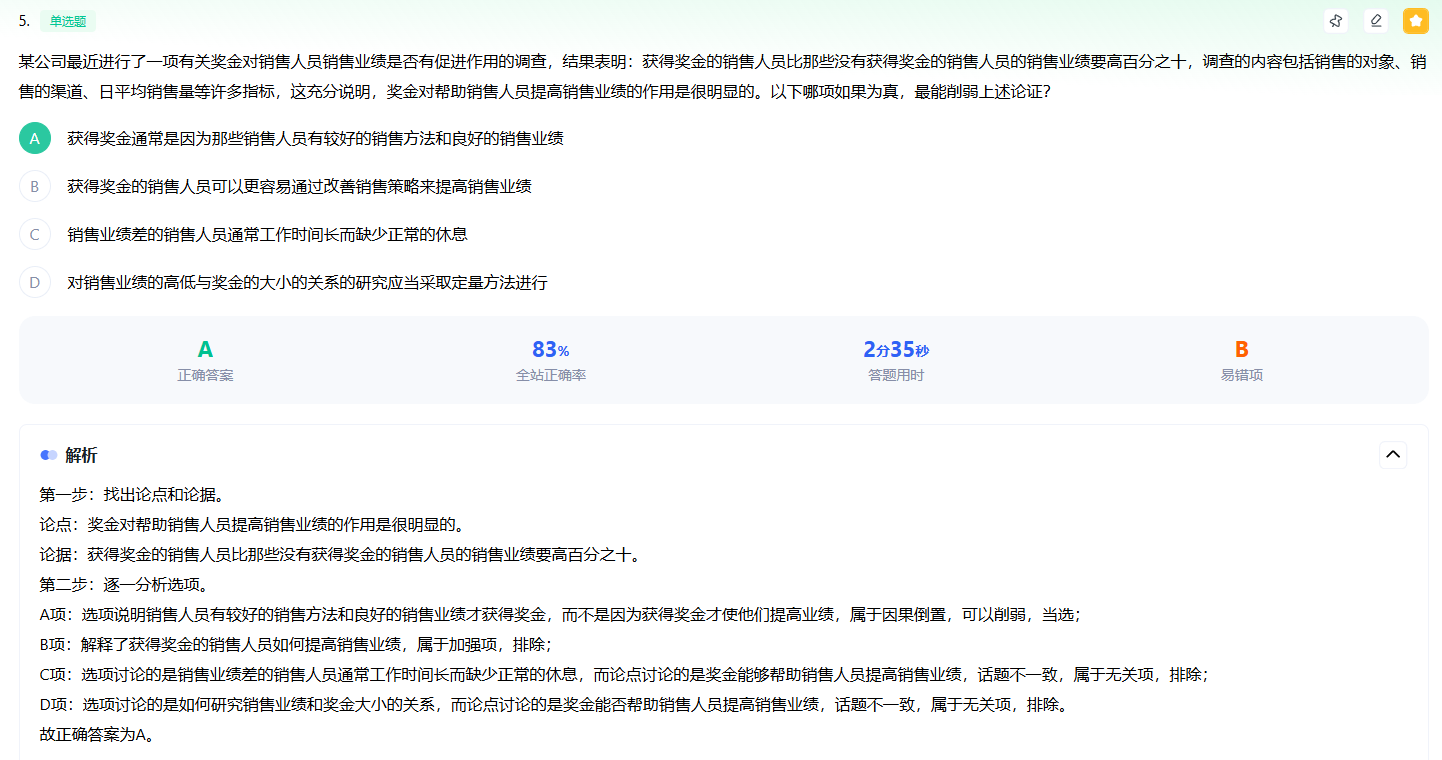 5. 单选题
某公司最近进行了一项有关奖金对销售人员销售业绩是否有促进作用的调查，结果表明：获得奖金的销售人员比那些没有获得奖金的销售人员的销售业绩要高百分之十，调查的内容包括销售的对象、销
售的渠道、日平均销售量等许多指标，这充分说明，奖金对帮助销售人员提高销售业绩的作用是很明显的。以下哪项如果为真，最能削弱上述论证？
A 获得奖金通常是因为那些销售人员有较好的销售方法和良好的销售业绩
B 获得奖金的销售人员可以更容易通过改善销售策略来提高销售业绩
C 销售业绩差的销售人员通常工作时间长而缺少正常的休息
D 对销售业绩的高低与奖金的大小的关系的研究应当采取定量方法进行
A 83% 2分35秒 B
正确答案 全站正确率 答题用时 易错项
解析
第一步：找出论点和论据。
论点：奖金对帮助销售人员提高销售业绩的作用是很明显的。
论据：获得奖金的销售人员比那些没有获得奖金的销售人员的销售业绩要高百分之十。
第二步：逐一分析选项。
A项：选项说明销售人员有较好的销售方法和良好的销售业绩才获得奖金，而不是因为获得奖金才使他们提高业绩，属于因果倒置，可以削弱，当选；
B项：解释了获得奖金的销售人员如何提高销售业绩，属于加强项，排除；
C项：选项讨论的是销售业绩差的销售人员通常工作时间长而缺少正常的休息，而论点讨论的是奖金能够帮助销售人员提高销售业绩，话题不一致，属于无关项，排除；
D项：选项讨论的是如何研究销售业绩和奖金大小的关系，而论点讨论的是奖金能否帮助销售人员提高销售业绩，话题不一致，属于无关项，排除。
故正确答案为A。